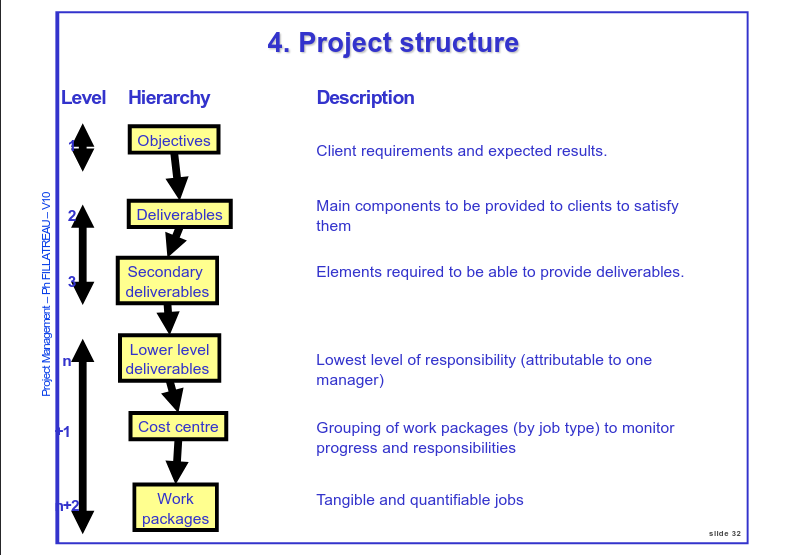 4. Project structure
Level Hierarchy Description
1 Objectives Client requirements and expected results.
2 Deliverables Main components to be provided to clients to satisfy
them
3 Secondary
deliverables Elements required to be able to provide deliverables.
n Lower level
deliverables Lowest level of responsibility (attributable to one
manager)
+1 Cost centre Grouping of work packages (by job type) to monitor
progress and responsibilities
n+2 Work
packages Tangible and quantifiable jobs
Project Management – Ph FILLATREAU – V10
slide 32